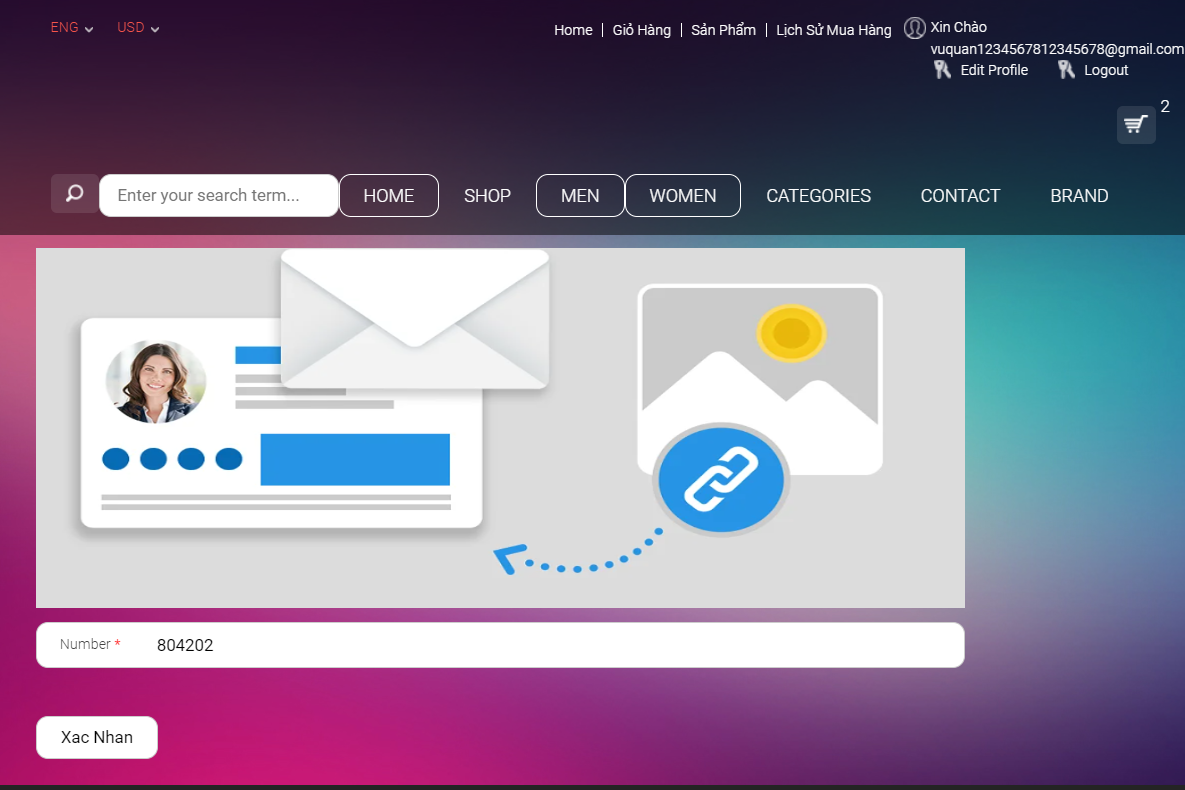 ENG USD
Home Giỏ Hàng Sản Phẩm Lịch Sử Mua Hàng Xin Chào
vuquan1234567812345678@gmail.com
Edit Profile Logout
2
Enter your search term... HOME SHOP MEN WOMEN CATEGORIES CONTACT BRAND
Number * 804202
Xac Nhan